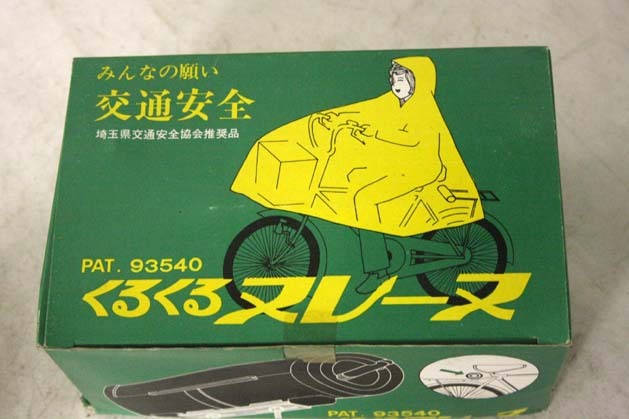 みんなの願い
交通安全
埼玉県交通安全協会推奨品
PAT. 93540
くるくるヌレーヌ
PAT. 93540